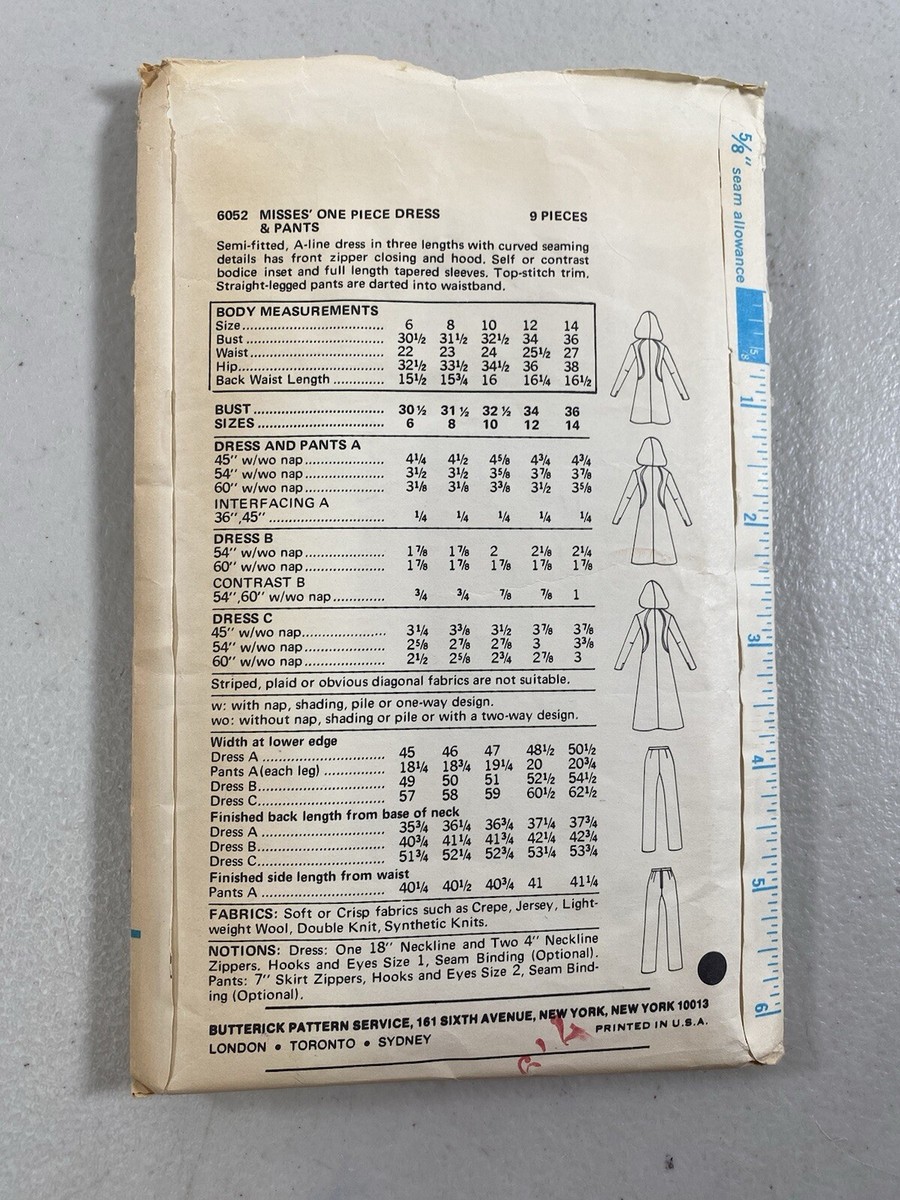 6052 MISSES' ONE PIECE DRESS 9 PIECES
& PANTS
Semi-fitted, A-line dress in three lengths with curved seaming
details has front zipper closing and hood. Self or contrast
bodice inset and full length tapered sleeves. Top-stitch trim.
Straight-legged pants are darted into waistband.
BODY MEASUREMENTS
Size 6 8 10 12 14
Bust 30½ 31½ 32½ 34 36
Waist 22 23 24 25½ 27
Hip 32½ 33½ 34½ 36 38
Back Waist Length 15½ 15¾ 16 16¼ 16½
BUST 30½ 31½ 32½ 34 36
SIZES 6 8 10 12 14
DRESS AND PANTS A
45" w/wo nap 4¼ 4½ 4⅝ 4¾ 4¾
54" w/wo nap 3½ 3½ 3⅝ 3⅞ 3⅞
60" w/wo nap 3⅛ 3⅛ 3⅜ 3½ 3⅝
INTERFACING A
36",45" ¼ ¼ ¼ ¼ ¼
DRESS B
54" w/wo nap 1⅞ 1⅞ 2 2⅛ 2¼
60" w/wo nap 1⅞ 1⅞ 1⅞ 1⅞ 1⅞
CONTRAST B
54",60" w/wo nap ¾ ¾ ⅞ ⅞ 1
DRESS C
45" w/wo nap 3¼ 3⅜ 3½ 3⅞ 3⅞
54" w/wo nap 2⅝ 2⅞ 2⅞ 3 3⅜
60" w/wo nap 2½ 2⅝ 2¾ 2⅞ 3
Striped, plaid or obvious diagonal fabrics are not suitable.
w: with nap, shading, pile or one-way design.
wo: without nap, shading or pile or with a two-way design.
Width at lower edge
Dress A 45 46 47 48½ 50½
Pants A(each leg) 18¼ 18¾ 19¼ 20 20¾
Dress B 49 50 51 52½ 54½
Dress C 57 58 59 60½ 62½
Finished back length from base of neck
Dress A 35¾ 36¼ 36¾ 37¼ 37¾
Dress B 40¾ 41¼ 41¾ 42¼ 42¾
Dress C 51¾ 52¼ 52¾ 53¼ 53¾
Finished side length from waist
Pants A 40¼ 40½ 40¾ 41 41¼
FABRICS: Soft or Crisp fabrics such as Crepe, Jersey, Light-
weight Wool, Double Knit, Synthetic Knits.
NOTIONS: Dress: One 18" Neckline and Two 4" Neckline
Zippers, Hooks and Eyes Size 1, Seam Binding (Optional).
Pants: 7" Skirt Zippers, Hooks and Eyes Size 2, Seam Bind-
ing (Optional).
BUTTERICK PATTERN SERVICE, 161 SIXTH AVENUE, NEW YORK, NEW YORK 10013
LONDON • TORONTO • SYDNEY PRINTED IN U.S.A.
⅝" seam allowance
⅝
1
2
3
4
5
6